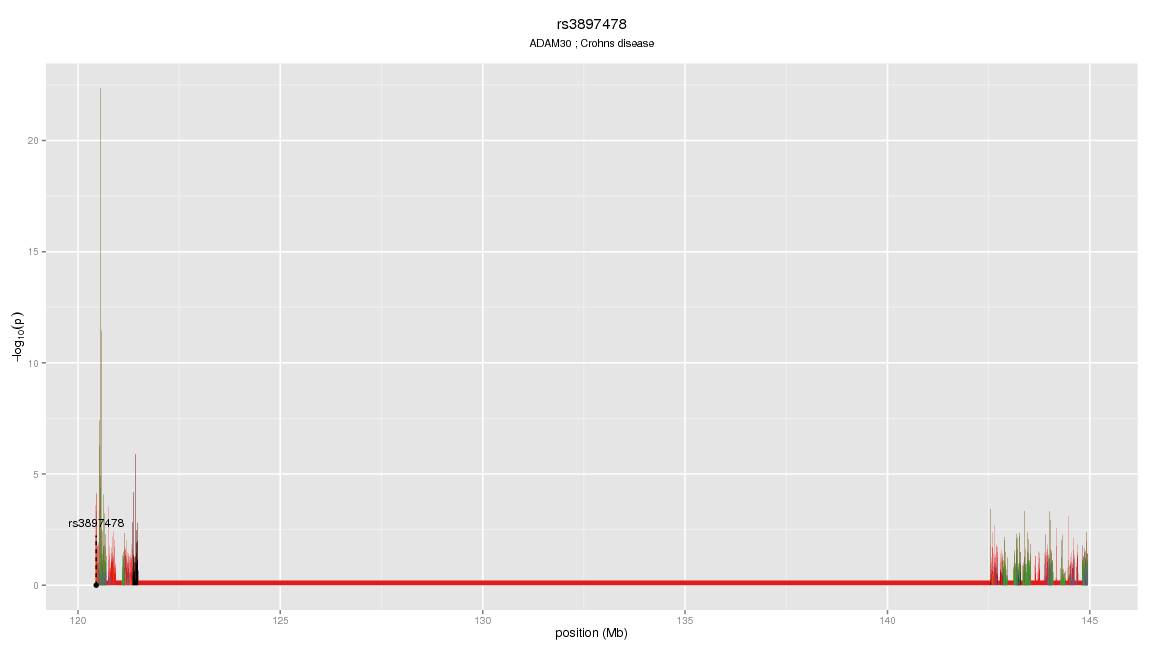 rs3897478
ADAM30 ; Crohns disease
20
15
10
5
0
−log10(p)
rs3897478
120 125 130 135 140 145
position (Mb)